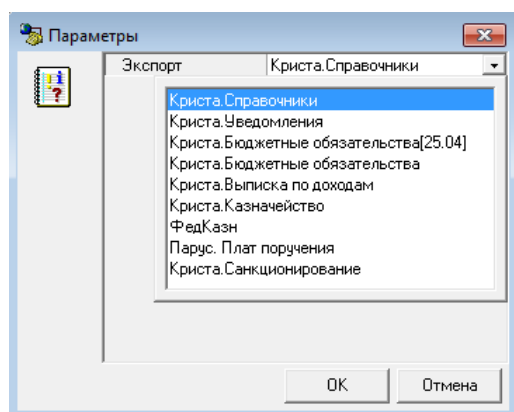 Параметры
Экспорт Криста.Справочники
Криста.Справочники
Криста.Уведомления
Криста.Бюджетные обязательства[25.04]
Криста.Бюджетные обязательства
Криста.Выписка по доходам
Криста.Казначейство
ФедКазн
Парус. Плат поручения
Криста.Санкционирование
OK Отмена